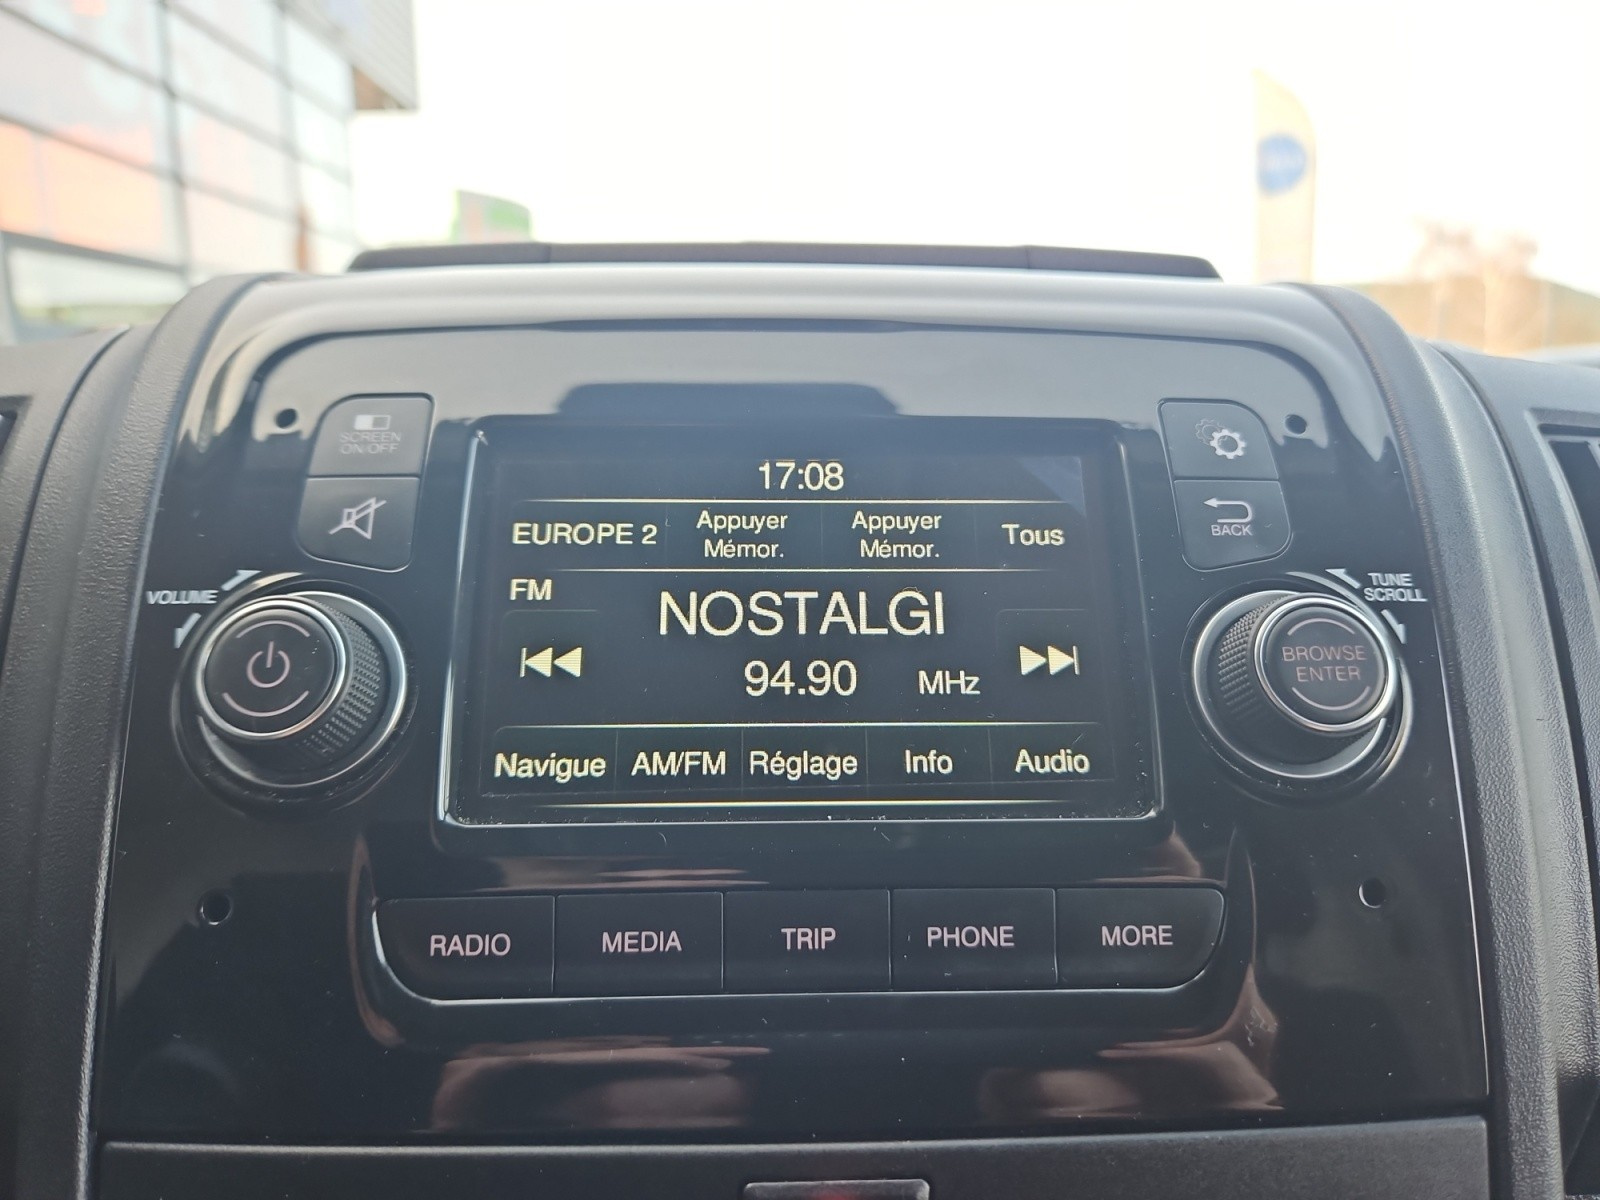 SCREEN
ON/OFF
17:08
EUROPE 2
Appuyer
Mémor.
Appuyer
Mémor.
Tous
BACK
FM
NOSTALGI
94.90 MHz
VOLUME
TUNE
SCROLL
BROWSE
ENTER
Navigue AM/FM Réglage Info Audio
RADIO MEDIA TRIP PHONE MORE